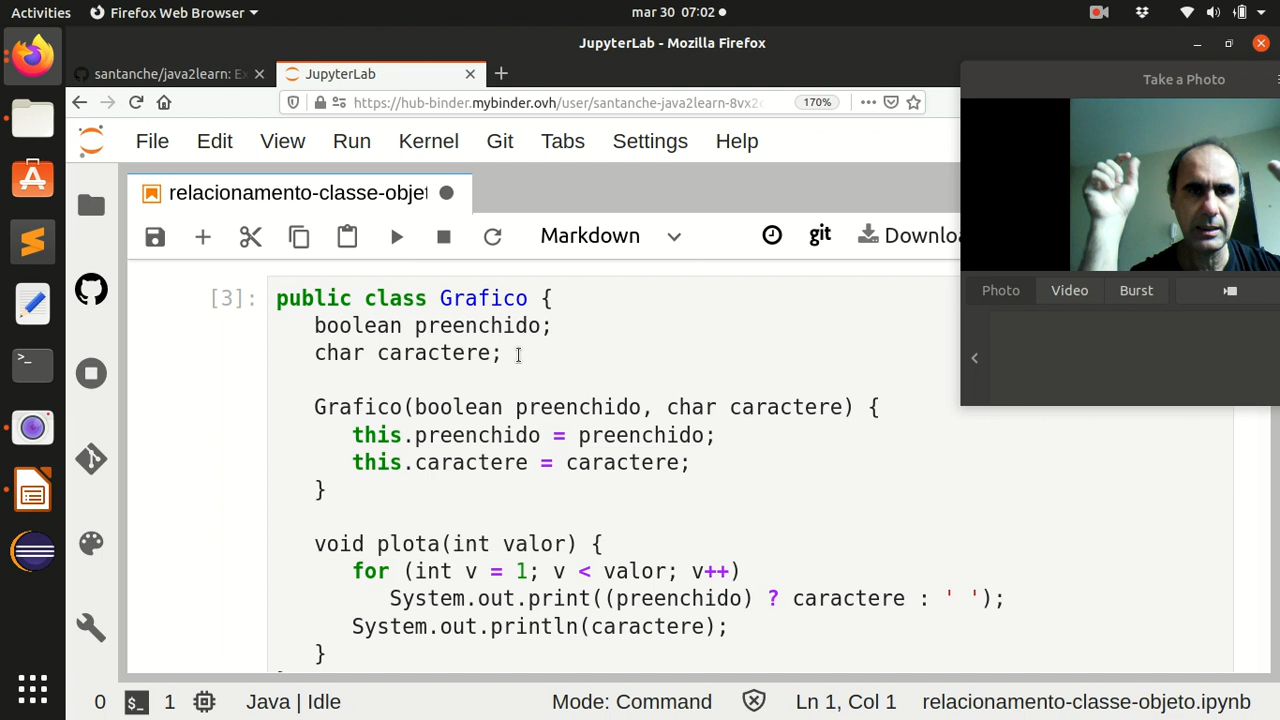 Activities Firefox Web Browser mar 30 07:02
JupyterLab - Mozilla Firefox
santanche/java2learn: Ex JupyterLab
https://hub-binder.mybinder.ovh/user/santanche-java2learn-8vx2 170%
Take a Photo
File Edit View Run Kernel Git Tabs Settings Help
relacionamento-classe-objet
Markdown git Downloa
Photo Video Burst
[3]: public class Grafico {
boolean preenchido;
char caractere;
Grafico(boolean preenchido, char caractere) {
this.preenchido = preenchido;
this.caractere = caractere;
}
void plota(int valor) {
for (int v = 1; v < valor; v++)
System.out.print((preenchido) ? caractere : ' ');
System.out.println(caractere);
}
0 1 Java | Idle Mode: Command Ln 1, Col 1 relacionamento-classe-objeto.ipynb